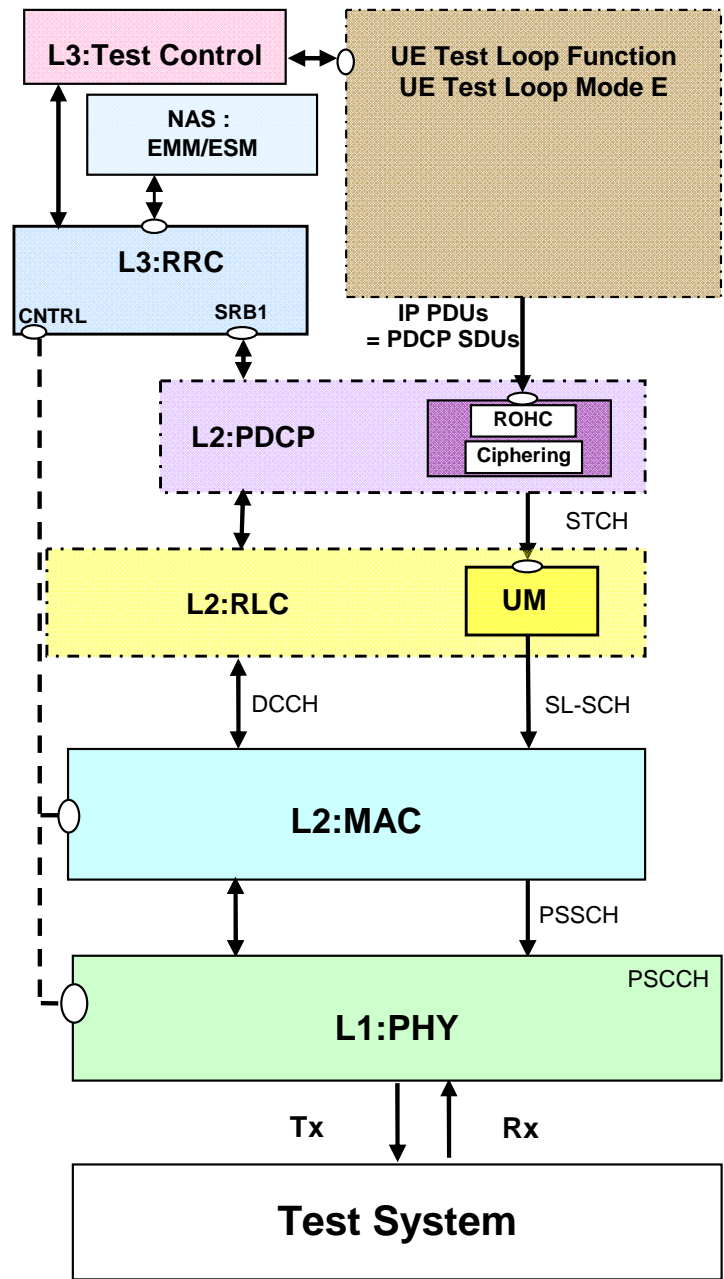 L3:Test Control
UE Test Loop Function
UE Test Loop Mode E
NAS :
EMM/ESM
L3:RRC
CNTRL
SRB1
IP PDUs
= PDCP SDUs
L2:PDCP
ROHC
Ciphering
STCH
L2:RLC
UM
DCCH
SL-SCH
L2:MAC
PSSCH
PSCCH
L1:PHY
Tx
Rx
Test System